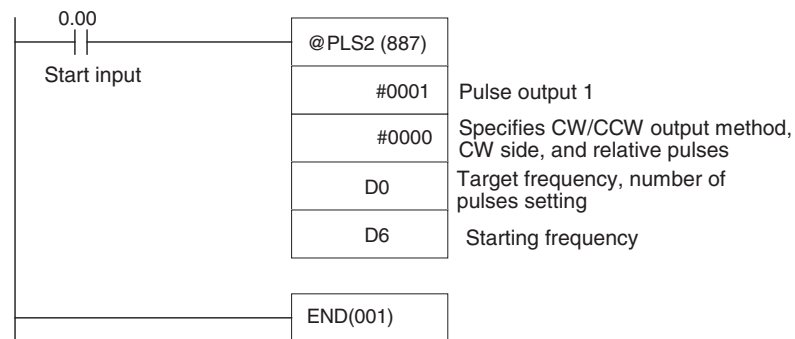 0.00
@PLS2 (887)
Start input
#0001 Pulse output 1
#0000 Specifies CW/CCW output method,
CW side, and relative pulses
D0 Target frequency, number of
pulses setting
D6 Starting frequency
END(001)